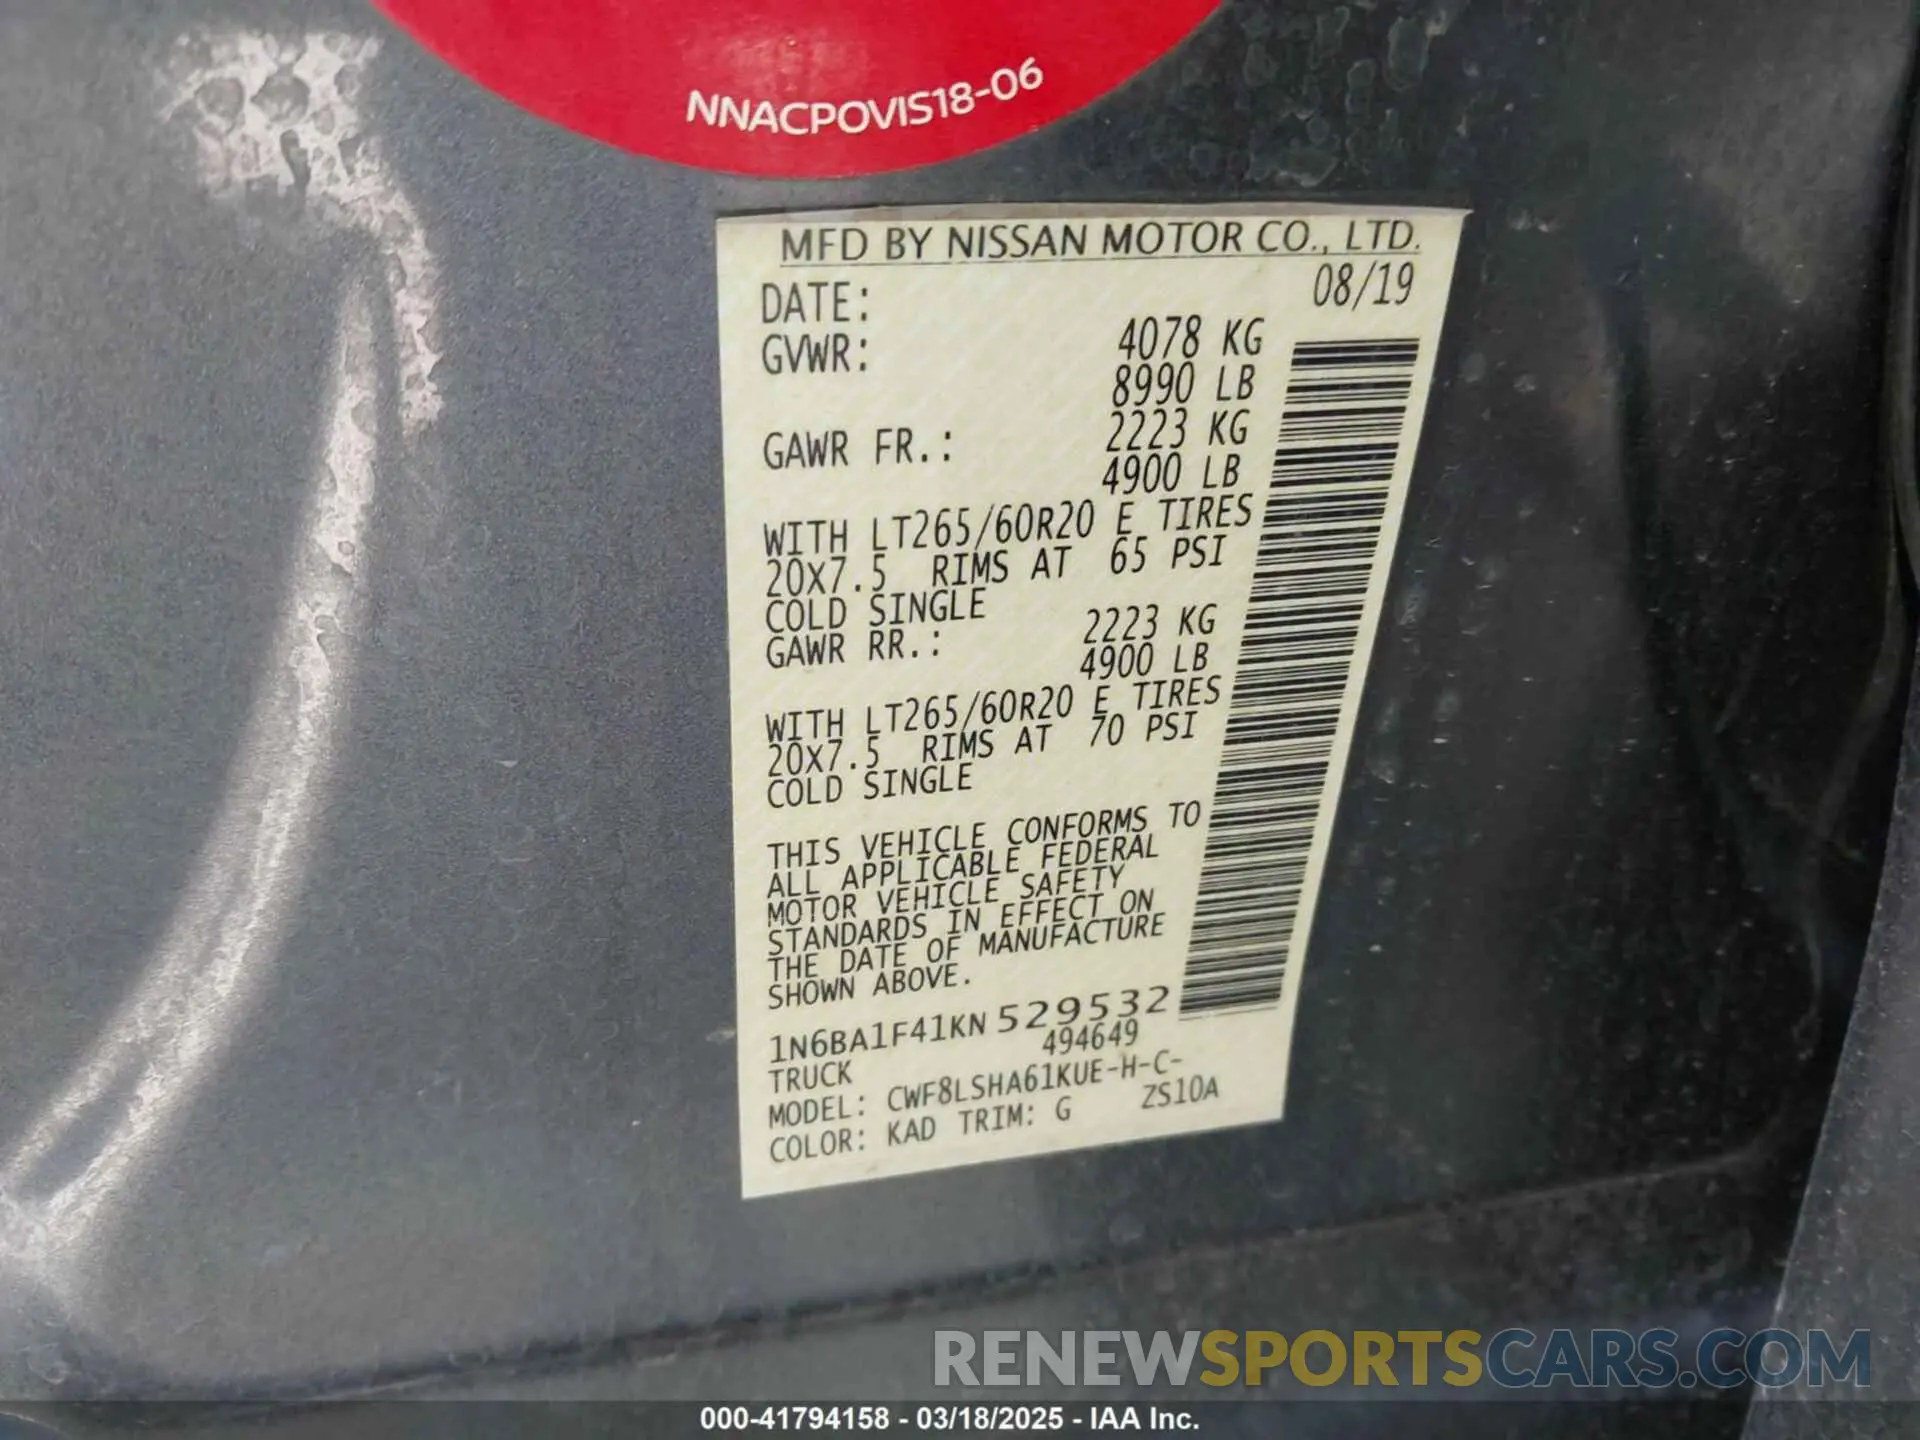 NNACPOVIS18-06
MFD BY NISSAN MOTOR CO., LTD.
DATE: 08/19
GVWR: 4078 KG
8990 LB
GAWR FR.: 2223 KG
4900 LB
WITH LT265/60R20 E TIRES
20X7.5 RIMS AT 65 PSI
COLD SINGLE
GAWR RR.: 2223 KG
4900 LB
WITH LT265/60R20 E TIRES
20X7.5 RIMS AT 70 PSI
COLD SINGLE
THIS VEHICLE CONFORMS TO
ALL APPLICABLE FEDERAL
MOTOR VEHICLE SAFETY
STANDARDS IN EFFECT ON
THE DATE OF MANUFACTURE
SHOWN ABOVE.
1N6BA1F41KN529532
TRUCK 494649
MODEL: CWF8LSHA61KUE-H-C-
COLOR: KAD TRIM: G ZS10A
RENEWSPORTSCARS.COM
000-41794158 - 03/18/2025 - IAA Inc.